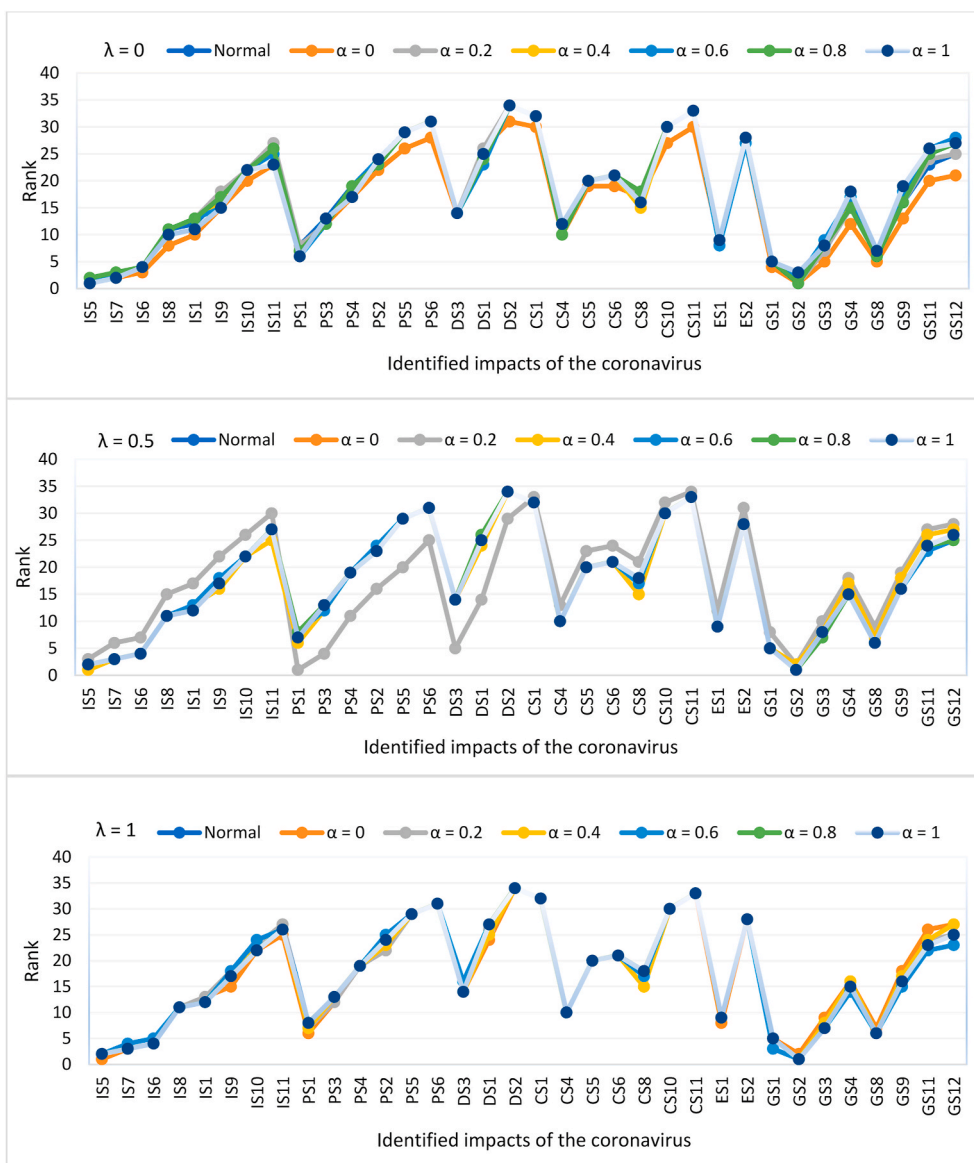 λ = 0 Normal α = 0 α = 0.2 α = 0.4 α = 0.6 α = 0.8 α = 1
40
35
30
25
20
15
10
5
0
Rank
IS5 IS7 IS6 IS8 IS1 IS9 IS10 IS11 PS1 PS3 PS4 PS2 PS5 PS6 DS3 DS1 DS2 CS1 CS4 CS5 CS6 CS8 CS10 CS11 ES1 ES2 GS1 GS2 GS3 GS4 GS8 GS9 GS11 GS12
Identified impacts of the coronavirus
λ = 0.5 Normal α = 0 α = 0.2 α = 0.4 α = 0.6 α = 0.8 α = 1
40
35
30
25
20
15
10
5
0
Rank
IS5 IS7 IS6 IS8 IS1 IS9 IS10 IS11 PS1 PS3 PS4 PS2 PS5 PS6 DS3 DS1 DS2 CS1 CS4 CS5 CS6 CS8 CS10 CS11 ES1 ES2 GS1 GS2 GS3 GS4 GS8 GS9 GS11 GS12
Identified impacts of the coronavirus
λ = 1 Normal α = 0 α = 0.2 α = 0.4 α = 0.6 α = 0.8 α = 1
40
35
30
25
20
15
10
5
0
Rank
IS5 IS7 IS6 IS8 IS1 IS9 IS10 IS11 PS1 PS3 PS4 PS2 PS5 PS6 DS3 DS1 DS2 CS1 CS4 CS5 CS6 CS8 CS10 CS11 ES1 ES2 GS1 GS2 GS3 GS4 GS8 GS9 GS11 GS12
Identified impacts of the coronavirus